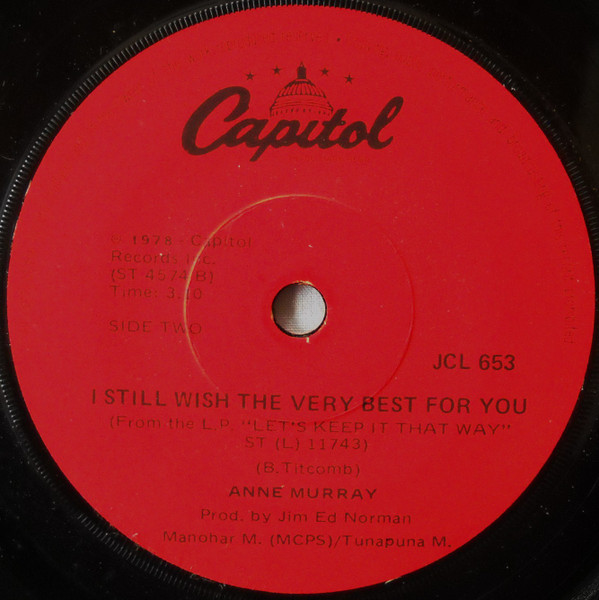 Capitol
℗ 1978 - Capitol
Records Inc.
(ST-4574 B)
Time: 3.10
SIDE TWO
JCL 653
I STILL WISH THE VERY BEST FOR YOU
(From the L.P. "LET'S KEEP IT THAT WAY"
ST (L) 11743)
(B. Titcomb)
ANNE MURRAY
Prod. by Jim Ed Norman
Manohar M. (MCPS)/Tunapuna M.